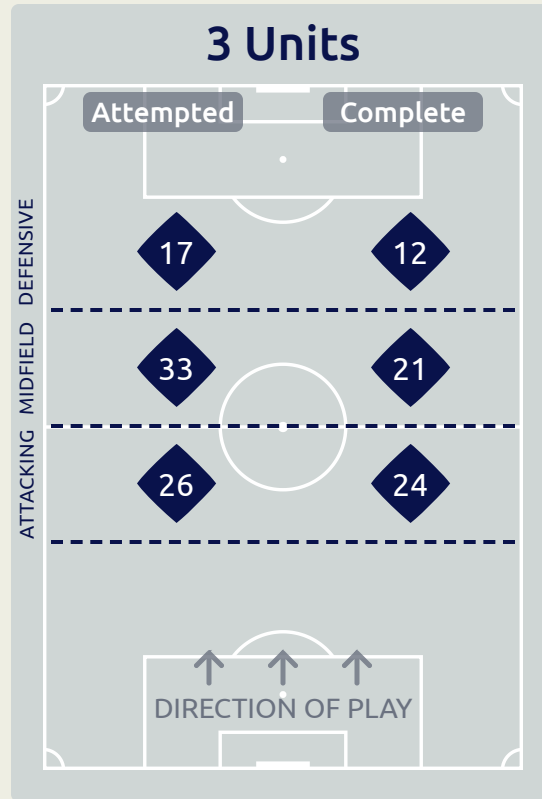 3 Units
Attempted Complete
DEFENSIVE
17 12
MIDFIELD
33 21
ATTACKING
26 24
DIRECTION OF PLAY